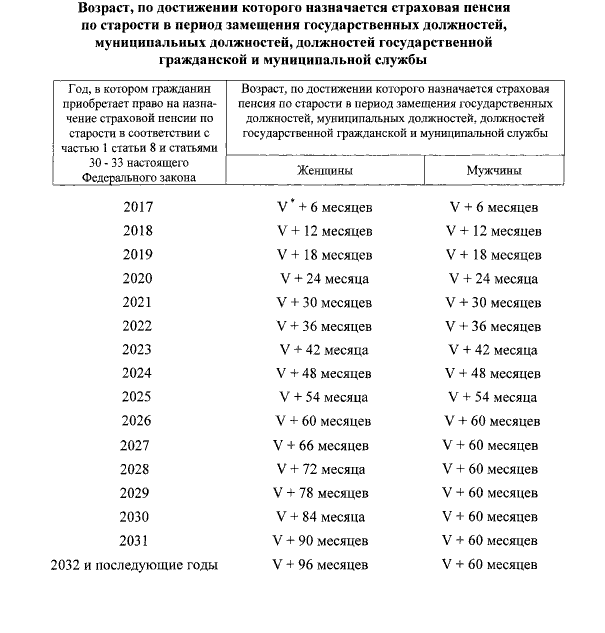 Возраст, по достижении которого назначается страховая пенсия
по старости в период замещения государственных должностей,
муниципальных должностей, должностей государственной
гражданской и муниципальной службы
Год, в котором гражданин
приобретает право на назна-
чение страховой пенсии по
старости в соответствии с
частью 1 статьи 8 и статьями
30 - 33 настоящего
Федерального закона
Возраст, по достижении которого назначается страховая
пенсия по старости в период замещения государственных
должностей, муниципальных должностей, должностей
государственной гражданской и муниципальной службы
Женщины Мужчины
2017 V* + 6 месяцев V + 6 месяцев
2018 V + 12 месяцев V + 12 месяцев
2019 V + 18 месяцев V + 18 месяцев
2020 V + 24 месяца V + 24 месяца
2021 V + 30 месяцев V + 30 месяцев
2022 V + 36 месяцев V + 36 месяцев
2023 V + 42 месяца V + 42 месяца
2024 V + 48 месяцев V + 48 месяцев
2025 V + 54 месяца V + 54 месяца
2026 V + 60 месяцев V + 60 месяцев
2027 V + 66 месяцев V + 60 месяцев
2028 V + 72 месяца V + 60 месяцев
2029 V + 78 месяцев V + 60 месяцев
2030 V + 84 месяца V + 60 месяцев
2031 V + 90 месяцев V + 60 месяцев
2032 и последующие годы V + 96 месяцев V + 60 месяцев